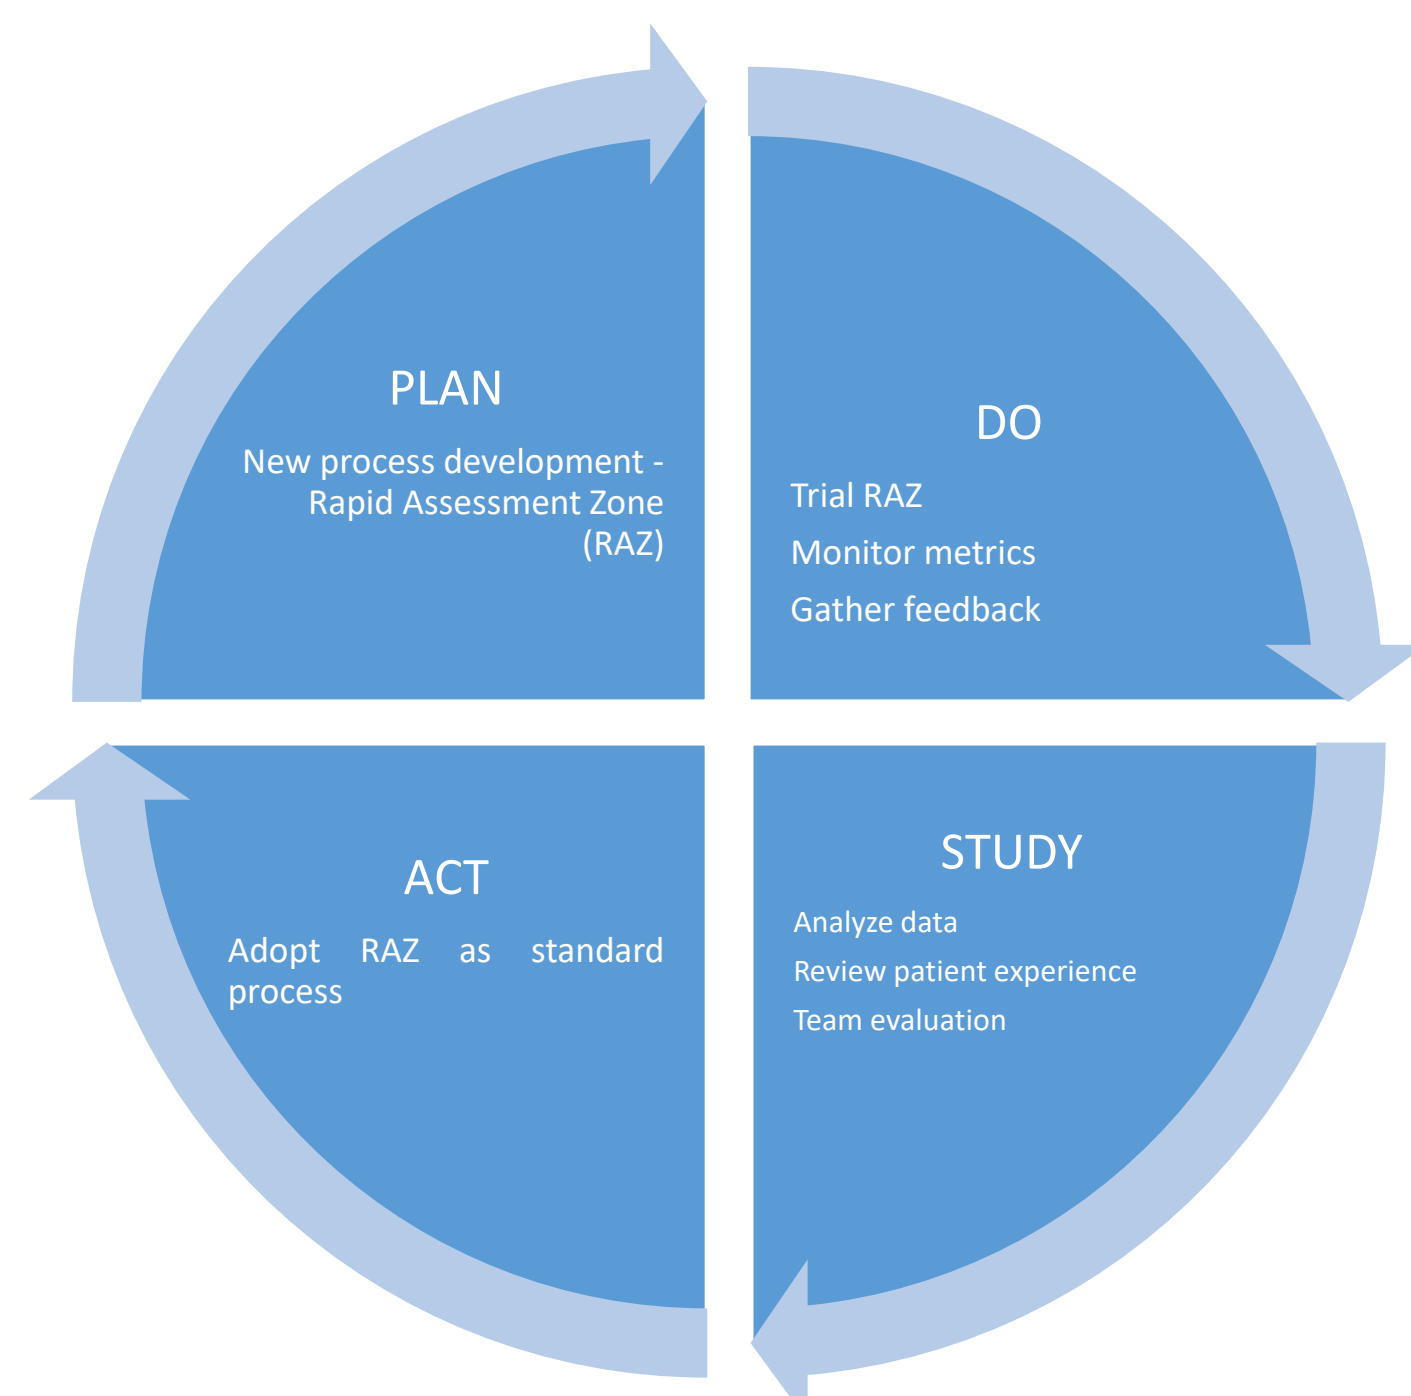 PLAN
New process development -
Rapid Assessment Zone
(RAZ)
DO
Trial RAZ
Monitor metrics
Gather feedback
ACT
Adopt RAZ as standard
process
STUDY
Analyze data
Review patient experience
Team evaluation